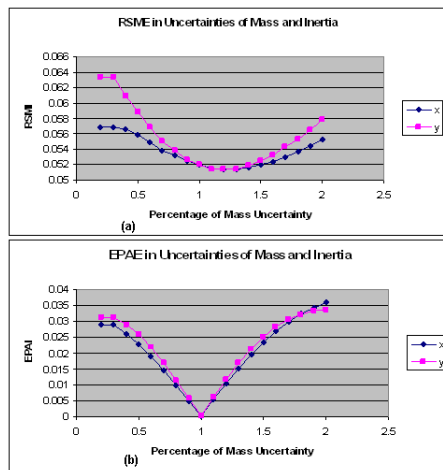 RSME in Uncertainties of Mass and Inertia
0.066
0.064
0.062
0.06
0.058
0.056
0.054
0.052
0.05
RSMI
x
y
0 0.5 1 1.5 2 2.5
(a)
Percentage of Mass Uncertainty
EPAE in Uncertainties of Mass and Inertia
0.04
0.035
0.03
0.025
0.02
0.015
0.01
0.005
0
EPAI
x
y
0 0.5 1 1.5 2 2.5
Percentage of Mass Uncertainty
(b)